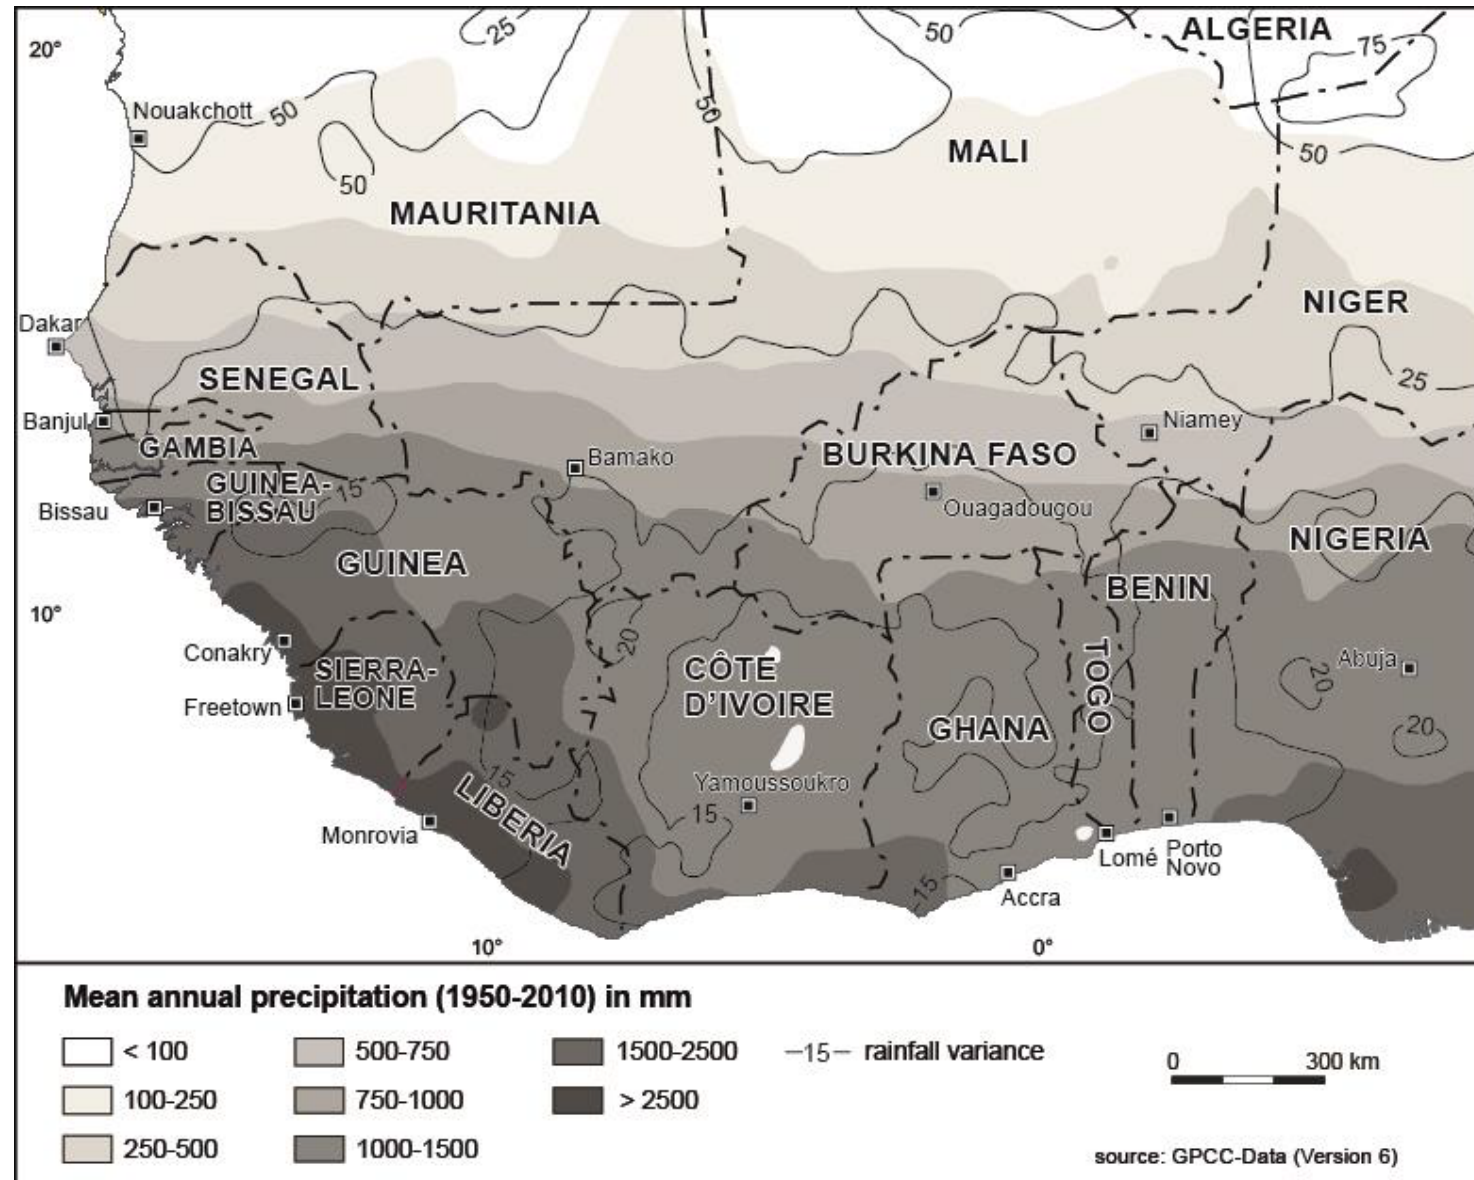 20°
25
50
ALGERIA
75
Nouakchott
50
50
50
MALI
50
MAURITANIA
NIGER
Dakar
SENEGAL
25
Banjul
GAMBIA
Niamey
Bamako
BURKINA FASO
GUINEA-
BISSAU
15
Bissau
Ouagadougou
NIGERIA
GUINEA
BENIN
10°
20
Conakry
SIERRA-
LEONE
CÔTE
D'IVOIRE
TOGO
Abuja
20
Freetown
GHANA
20
15
LIBERIA
Yamoussoukro
15
Monrovia
Lomé
Porto
Novo
15
Accra
10°
0°
Mean annual precipitation (1950-2010) in mm
< 100
500-750
1500-2500
–15– rainfall variance
0
300 km
100-250
750-1000
> 2500
250-500
1000-1500
source: GPCC-Data (Version 6)